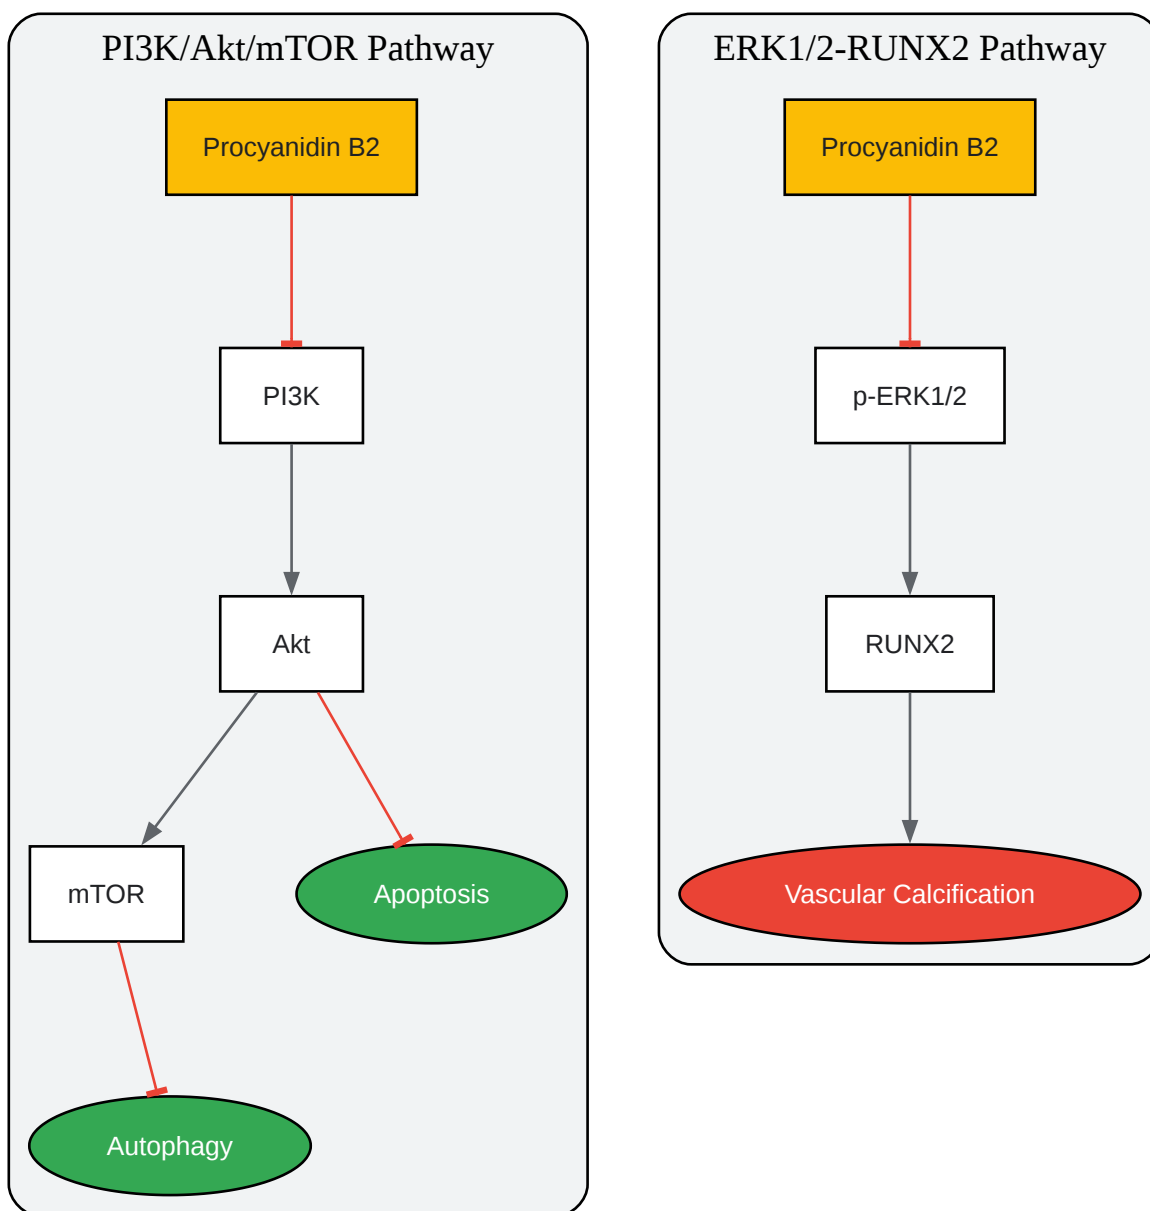 PI3K/Akt/mTOR Pathway
Procyanidin B2
PI3K
Akt
mTOR
Apoptosis
Autophagy
ERK1/2-RUNX2 Pathway
Procyanidin B2
p-ERK1/2
RUNX2
Vascular Calcification